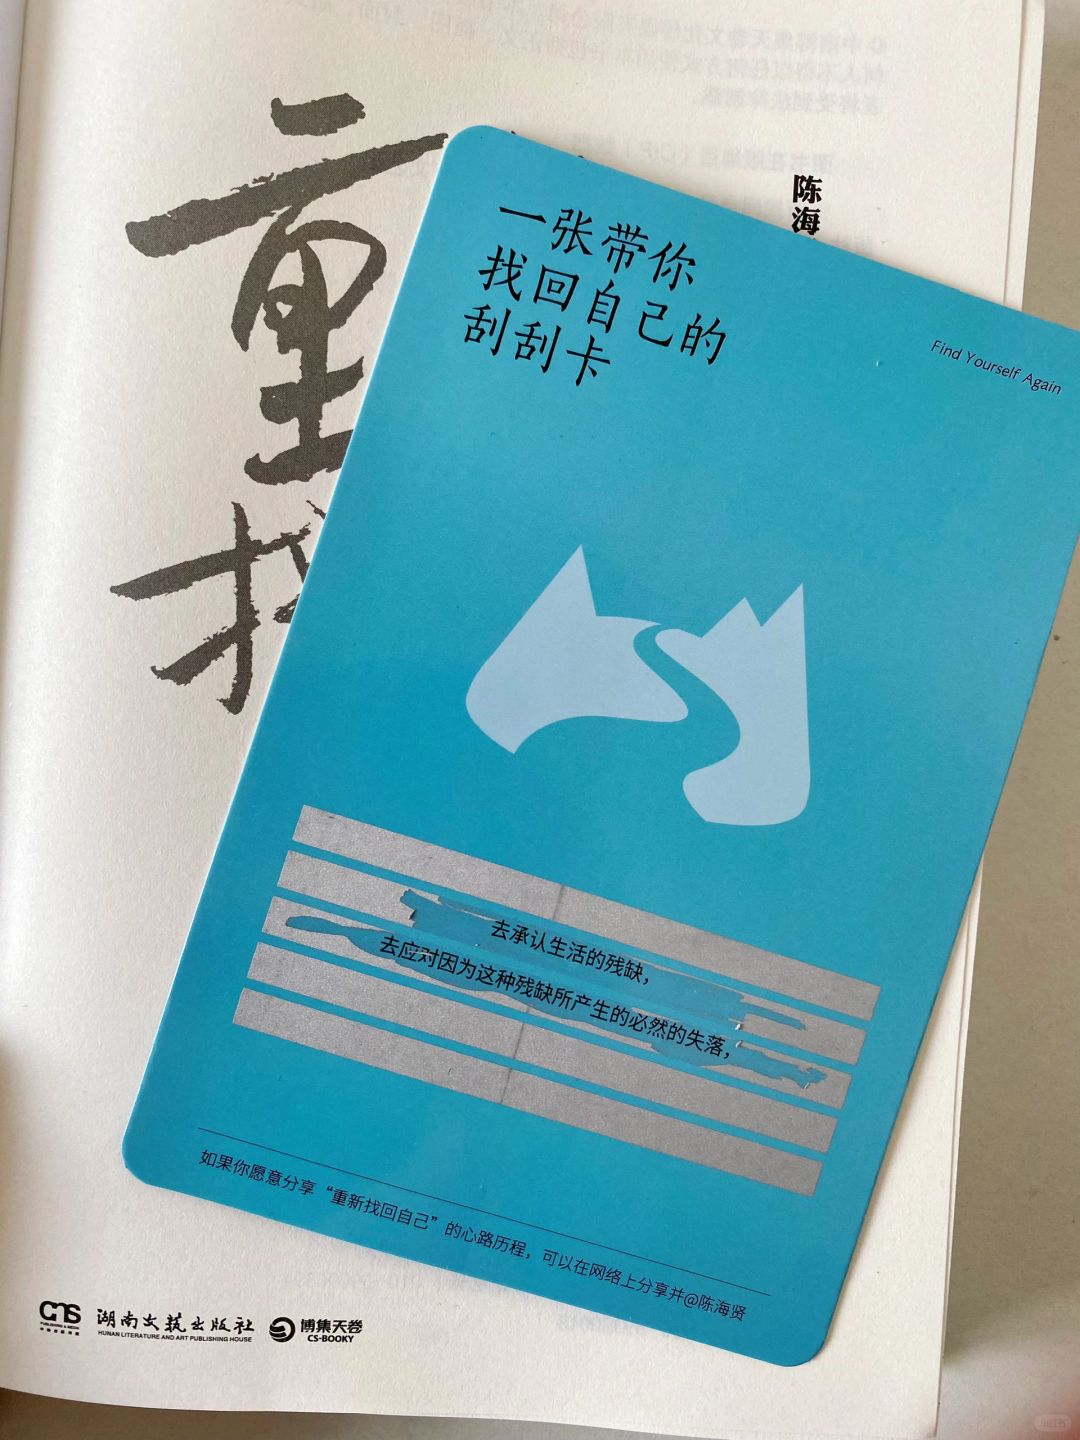 重
找
陈海
一张带你
找回自己的
刮刮卡
Find Yourself Again
去承认生活的残缺，
去应对因为这种残缺所产生的必然的失落，
如果你愿意分享“重新找回自己”的心路历程，可以在网络上分享并@陈海贤
CMS
湖南文艺出版社
HUNAN LITERATURE AND ART PUBLISHING HOUSE
博集天卷
CS-BOOKY